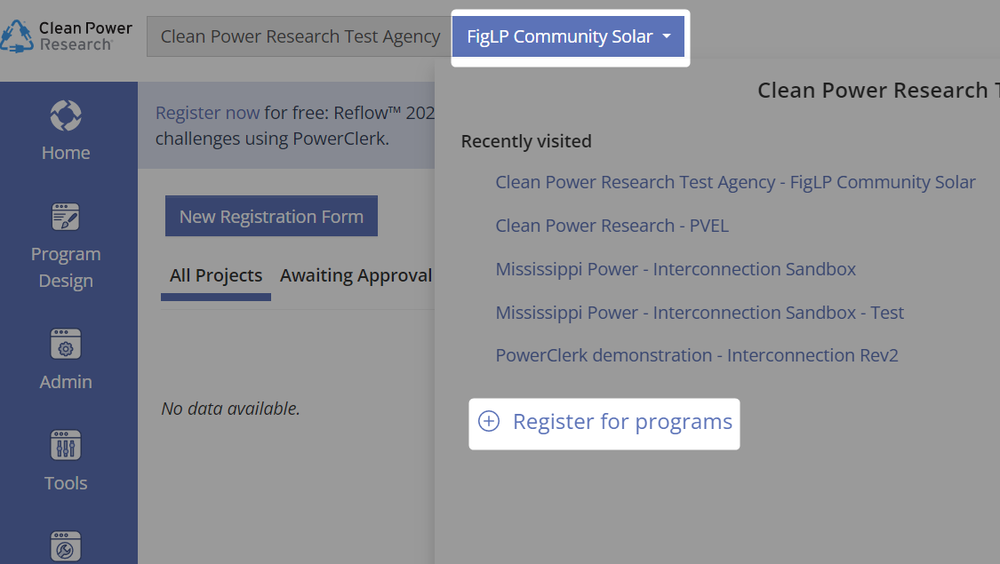 Clean Power
Research
Clean Power Research Test Agency
FigLP Community Solar
Clean Power Research
Home
Program
Design
Admin
Tools
Register now for free: Reflow™ 202
challenges using PowerClerk.
New Registration Form
All Projects
Awaiting Approval
No data available.
Recently visited
Clean Power Research Test Agency - FigLP Community Solar
Clean Power Research - PVEL
Mississippi Power - Interconnection Sandbox
Mississippi Power - Interconnection Sandbox - Test
PowerClerk demonstration - Interconnection Rev2
Register for programs